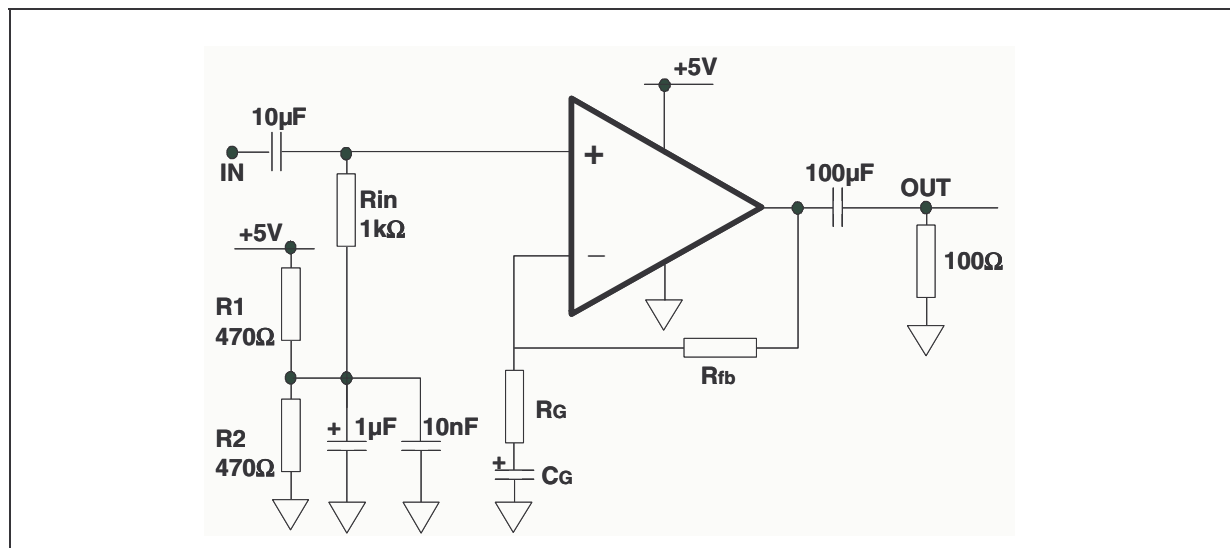 +5V
10µF
+
IN
100µF
OUT
Rin
1kΩ
+5V
100Ω
R1
470Ω
–
Rfb
RG
R2
470Ω
+
1µF
10nF
+
CG